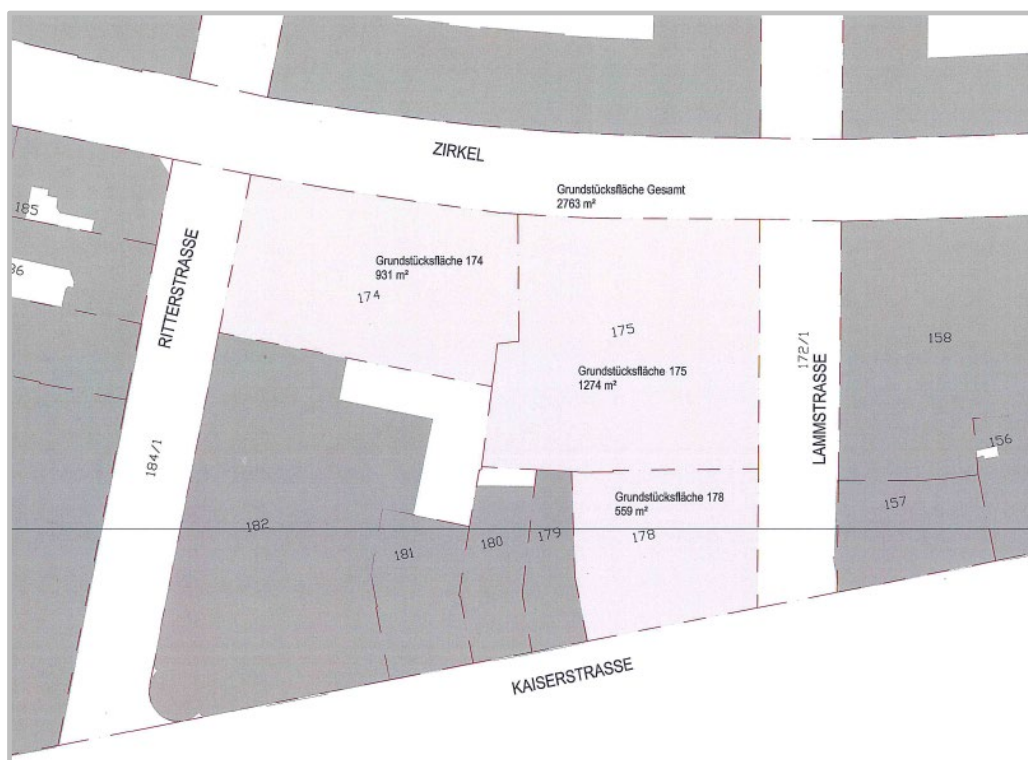 ZIRKEL
Grundstücksfläche Gesamt
2763 m²
185
Grundstücksfläche 174
931 m²
174
RITTERSTRASSE
175
172/1
158
Grundstücksfläche 175
1274 m²
LAMMSTRASSE
156
184/1
Grundstücksfläche 178
559 m²
157
182
181
180
179
178
KAISERSTRASSE